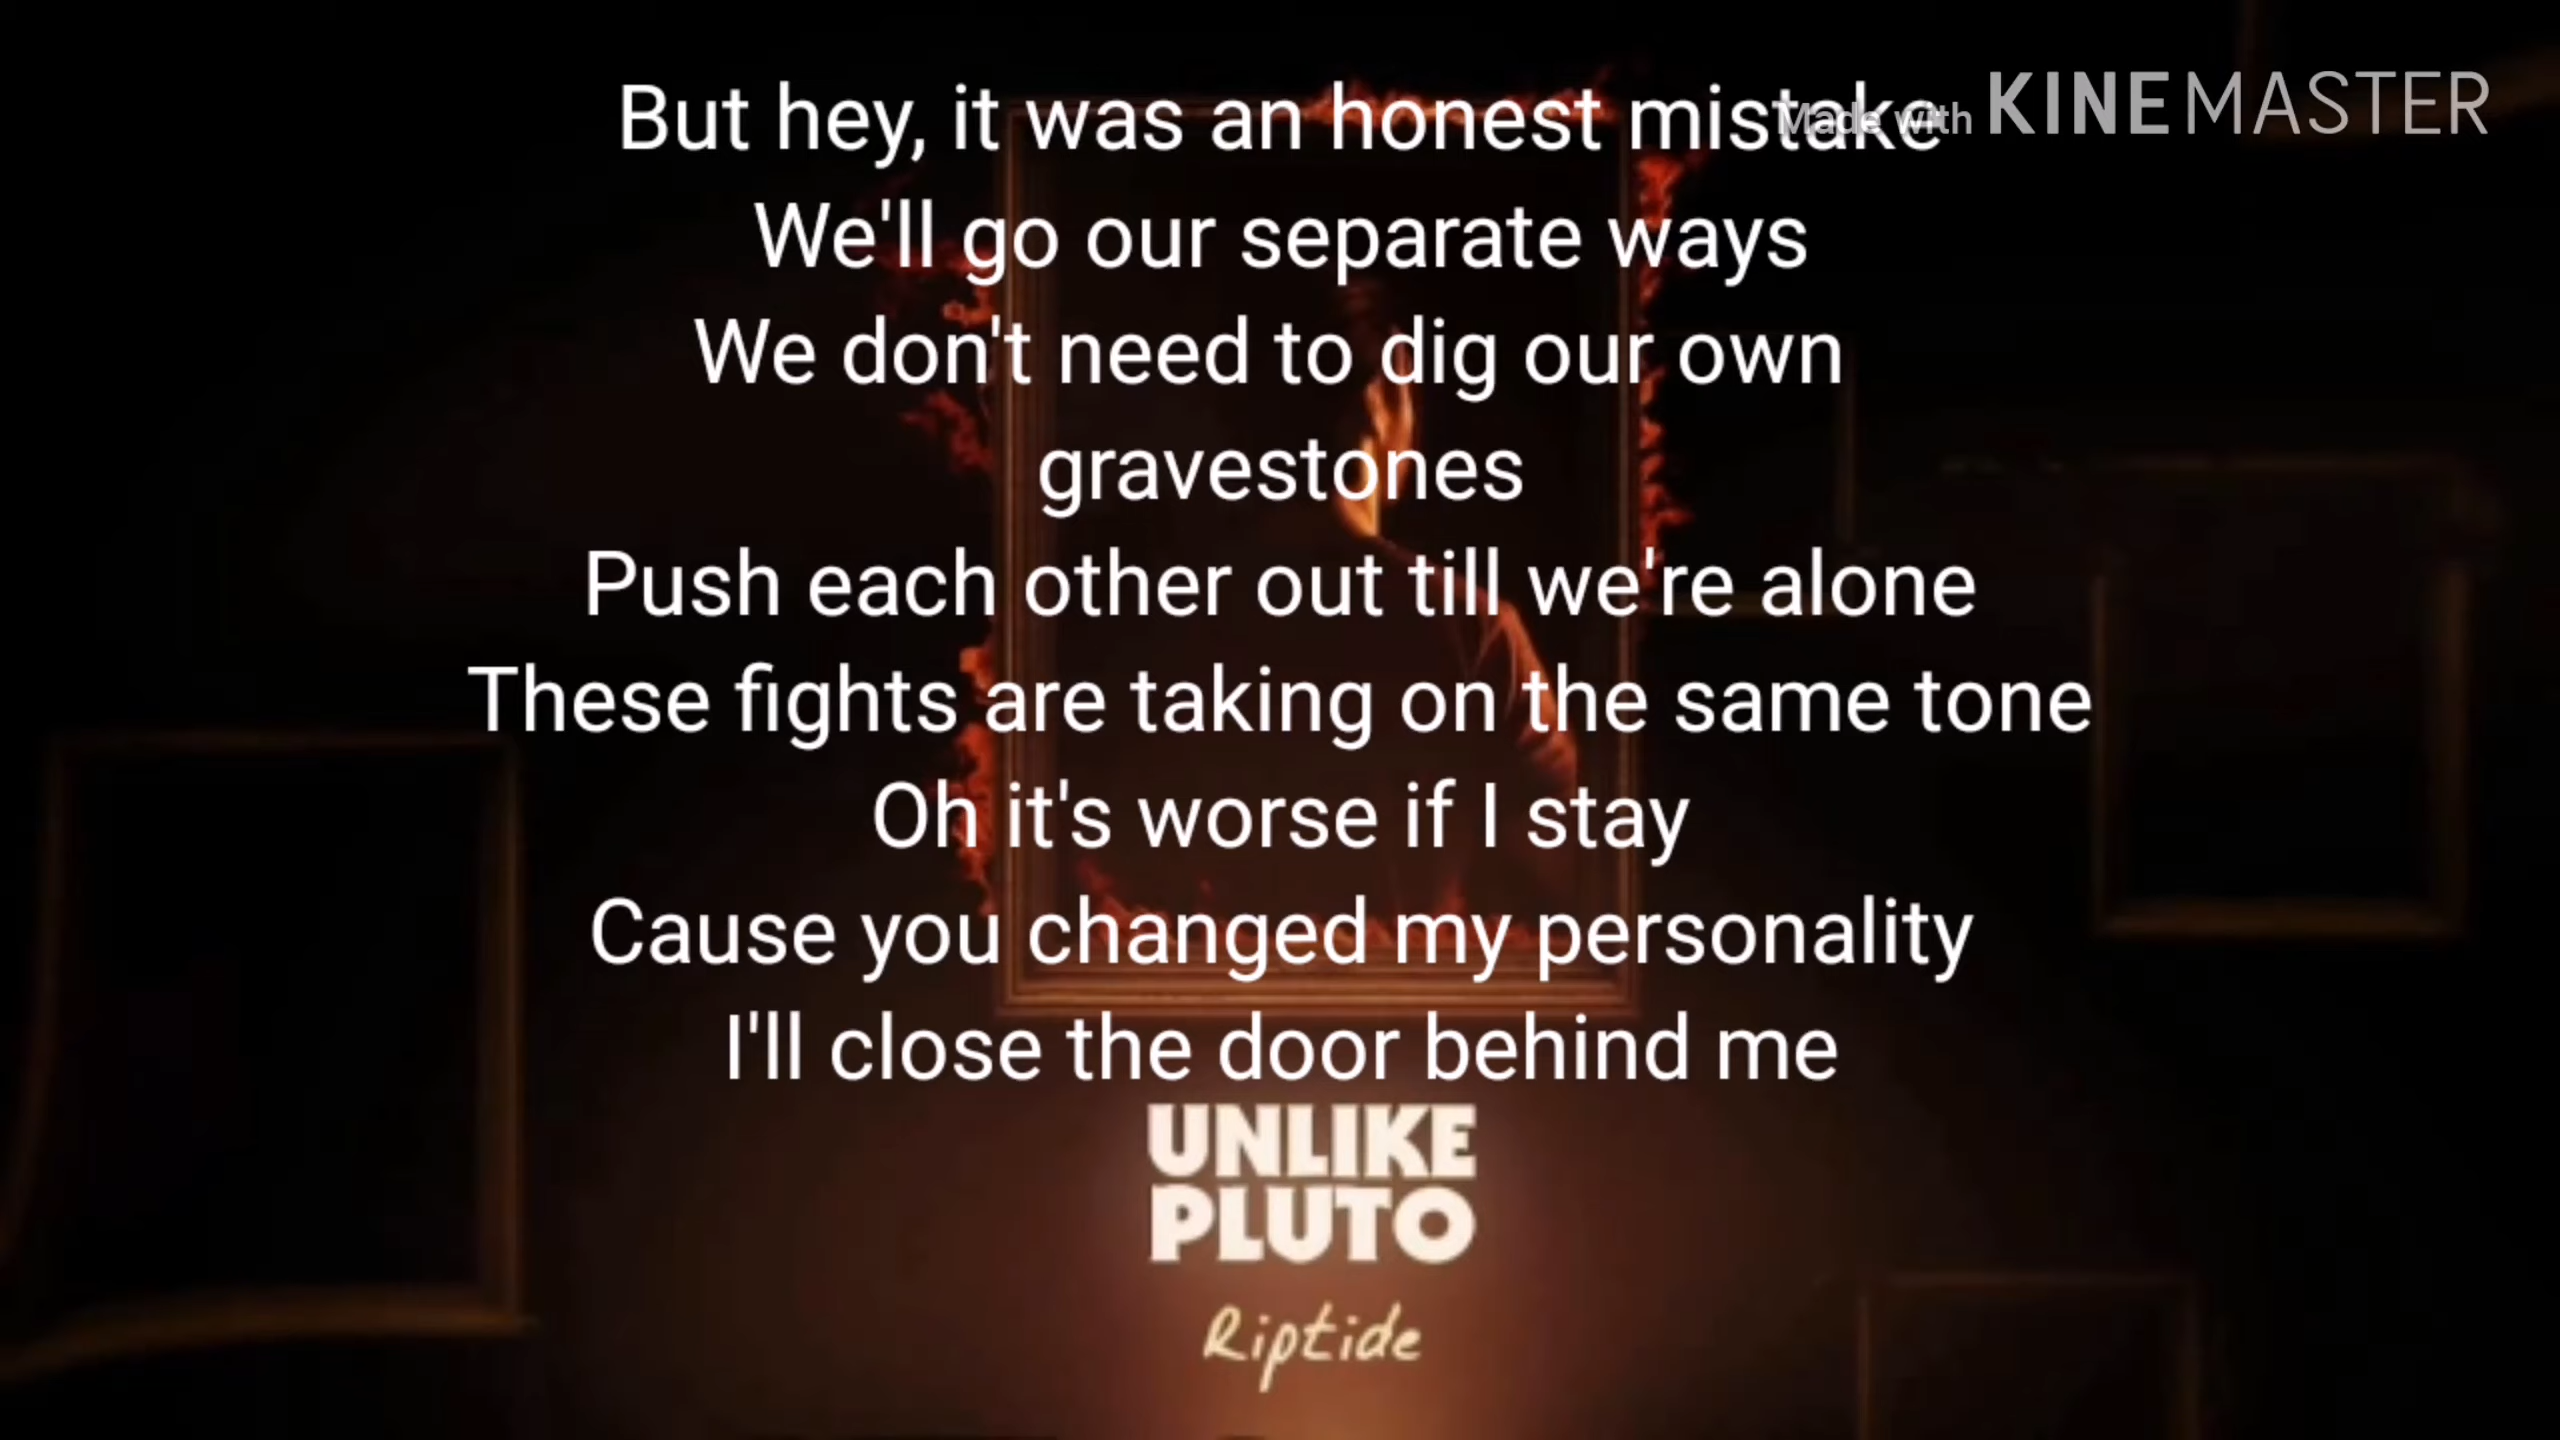 But hey, it was an honest mistake
Made with KINEMASTER
We'll go our separate ways
We don't need to dig our own
gravestones
Push each other out till we're alone
These fights are taking on the same tone
Oh it's worse if I stay
Cause you changed my personality
I'll close the door behind me
UNLIKE
PLUTO
Riptide